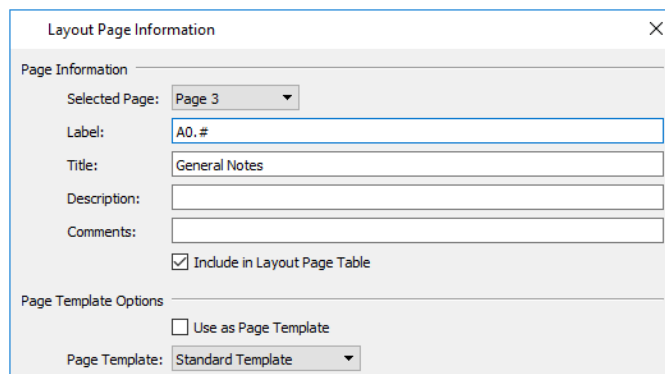 Layout Page Information
Page Information
Selected Page: Page 3
Label: A0.#
Title: General Notes
Description:
Comments:
Include in Layout Page Table
Page Template Options
Use as Page Template
Page Template: Standard Template